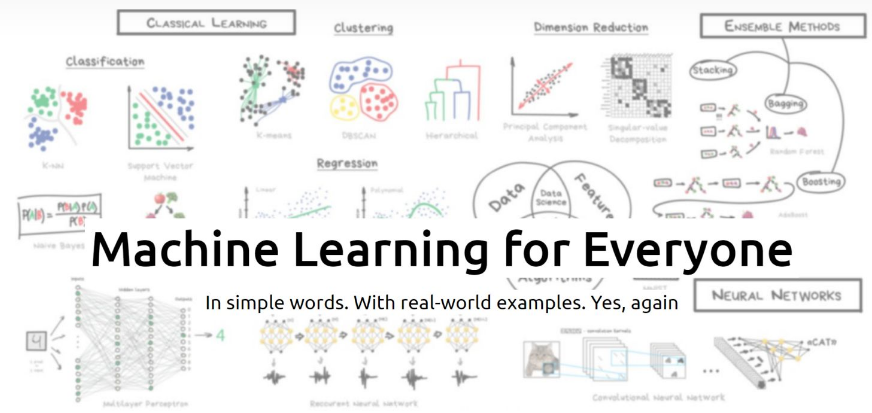 CLASSICAL LEARNING
Clustering
Dimension Reduction
ENSEMBLE METHODS
Classification
Stacking
Bagging
K-NN
Support Vector
Machine
K-means
DBSCAN
Hierarchical
Principal Component
Analysis
Singular-value
Decomposition
Random Forest
Regression
Linear
Polynomial
Data
Data
Science
Feature
Boosting
Naive Bayes
Machine Learning for Everyone
Algorithms
In simple words. With real-world examples. Yes, again
NEURAL NETWORKS
Hidden layers
4
4
Multilayer Perceptron
Recurrent Neural Network
Convolutional Neural Network